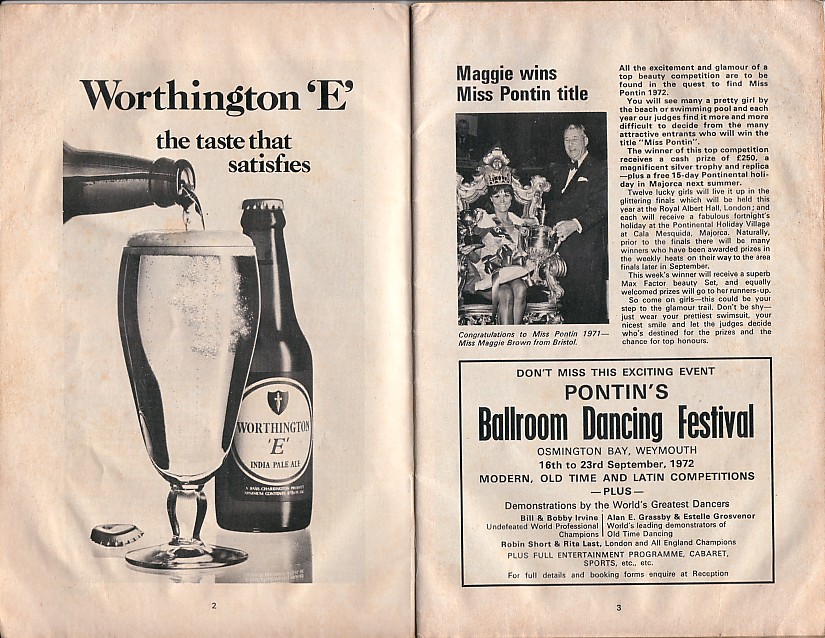 Worthington ‘E’
the taste that
satisfies
WORTHINGTON
‘E’
INDIA PALE ALE
A BASS CHARRINGTON PRODUCT
2
Maggie wins
Miss Pontin title
Congratulations to Miss Pontin 1971—
Miss Maggie Brown from Bristol.
All the excitement and glamour of a
top beauty competition are to be
found in the quest to find Miss
Pontin 1972.
You will see many a pretty girl by
the beach or swimming pool and each
year our judges find it more and more
difficult to decide from the many
attractive entrants who will win the
title "Miss Pontin".
The winner of this top competition
receives a cash prize of £250, a
magnificent silver trophy and replica
—plus a free 15-day Pontinental holi-
day in Majorca next summer.
Twelve lucky girls will live it up in the
glittering finals which will be held this
year at the Royal Albert Hall, London; and
each will receive a fabulous fortnight's
holiday at the Pontinental Holiday Village
at Cala Mesquida, Majorca. Naturally,
prior to the finals there will be many
winners who have been awarded prizes in
the weekly heats on their way to the area
finals later in September.
This week's winner will receive a superb
Max Factor beauty Set, and equally
welcomed prizes will go to her runners-up.
So come on girls—this could be your
step to the glamour trail. Don't be shy—
just wear your prettiest swimsuit, your
nicest smile and let the judges decide
who's destined for the prizes and the
chance for top honours.
DON'T MISS THIS EXCITING EVENT
PONTIN'S
Ballroom Dancing Festival
OSMINGTON BAY, WEYMOUTH
16th to 23rd September, 1972
MODERN, OLD TIME AND LATIN COMPETITIONS
—PLUS—
Demonstrations by the World's Greatest Dancers
Bill & Bobby Irvine
Undefeated World Professional
Champions
Alan E. Grassby & Estelle Grosvenor
World's leading demonstrators of
Old Time Dancing
Robin Short & Rita Last, London and All England Champions
PLUS FULL ENTERTAINMENT PROGRAMME, CABARET,
SPORTS, etc., etc.
For full details and booking forms enquire at Reception
3